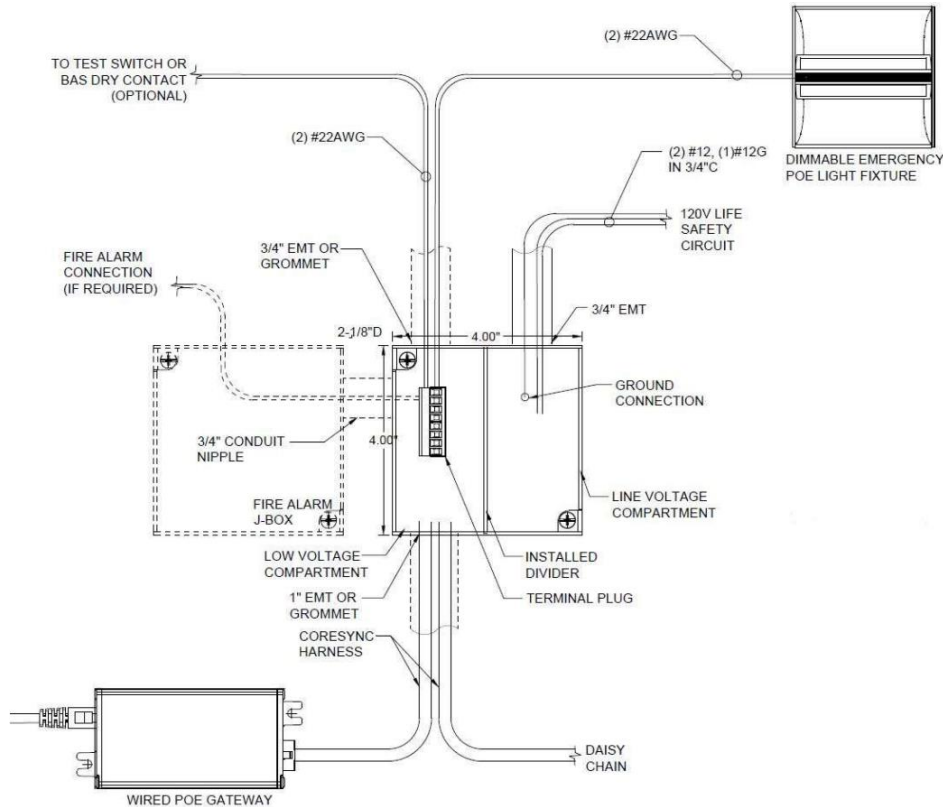 (2) #22AWG
TO TEST SWITCH OR
BAS DRY CONTACT
(OPTIONAL)
(2) #22AWG
(2) #12, (1)#12G
IN 3/4"C
DIMMABLE EMERGENCY
POE LIGHT FIXTURE
120V LIFE
SAFETY
CIRCUIT
3/4" EMT OR
GROMMET
FIRE ALARM
CONNECTION
(IF REQUIRED)
3/4" EMT
2-1/8"D
4.00"
GROUND
CONNECTION
3/4" CONDUIT
NIPPLE
4.00"
FIRE ALARM
J-BOX
LINE VOLTAGE
COMPARTMENT
LOW VOLTAGE
COMPARTMENT
INSTALLED
DIVIDER
1" EMT OR
GROMMET
TERMINAL PLUG
CORESYNC
HARNESS
DAISY
CHAIN
WIRED POE GATEWAY